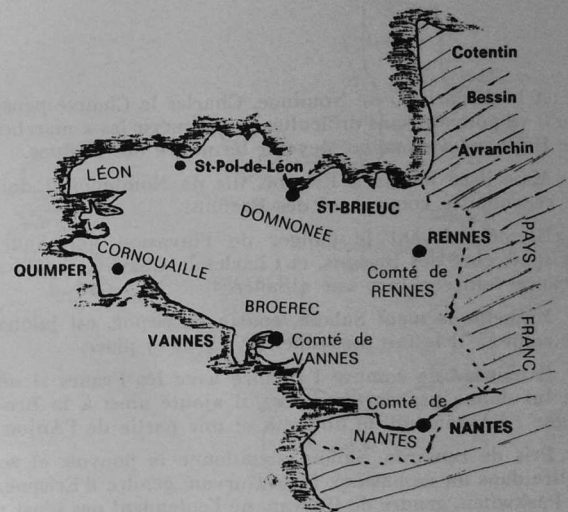 Cotentin
Bessin
Avranchin
St-Pol-de-Léon
LÉON
ST-BRIEUC
DOMNONÉE
PAYS FRANC
RENNES
Comté de
RENNES
CORNOUAILLE
QUIMPER
BROEREC
VANNES
Comté de
VANNES
Comté de
NANTES
NANTES